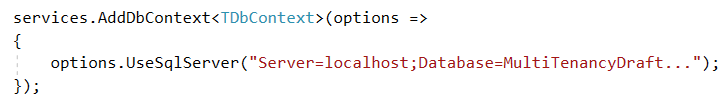 services.AddDbContext<TDbContext>(options =>
{
    options.UseSqlServer("Server=localhost;Database=MultiTenancyDraft...");
});